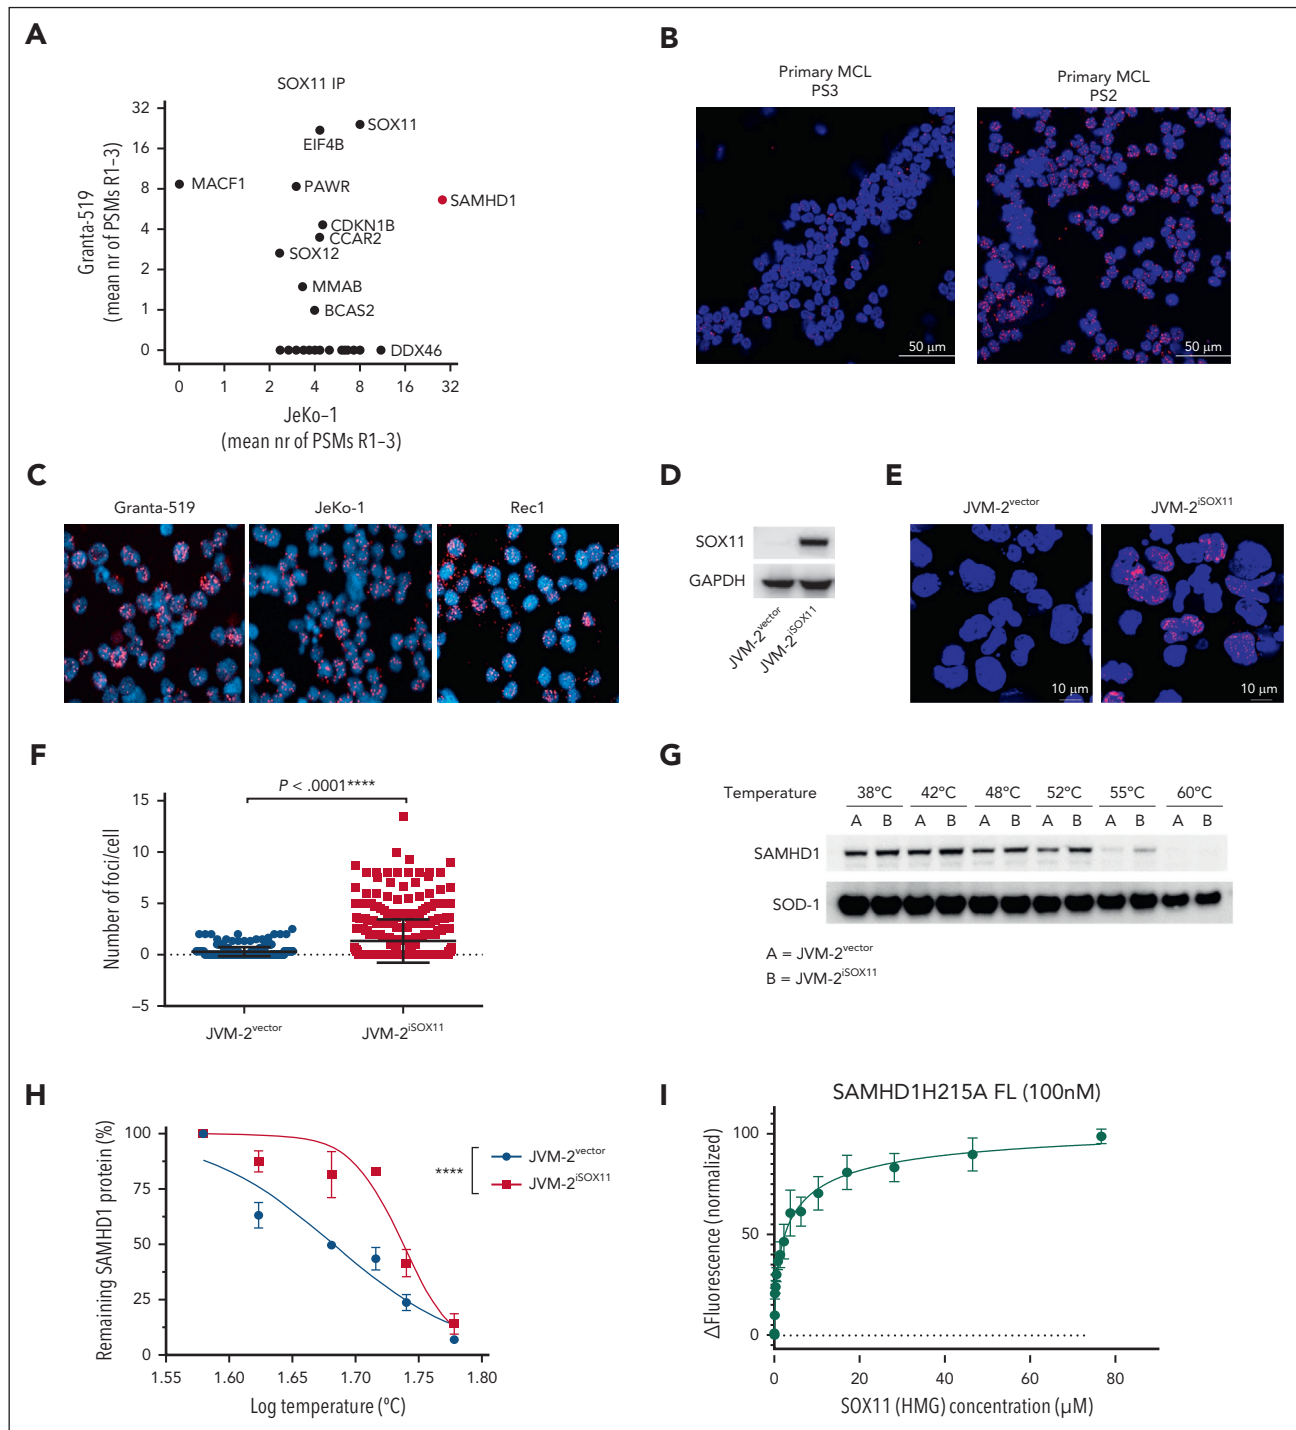 A
SOX11 IP
Granta-519
(mean nr of PSMs R1–3)
32
16
8
4
2
1
0
SOX11
EIF4B
MACF1
PAWR
SAMHD1
CDKN1B
CCAR2
SOX12
MMAB
BCAS2
DDX46
0 1 2 4 8 16 32
JeKo–1
(mean nr of PSMs R1–3)
B
Primary MCL
PS3
50 µm
Primary MCL
PS2
50 µm
C
Granta-519
JeKo-1
Rec1
D
SOX11
GAPDH
JVM-2vector
JVM-2iSOX11
E
JVM-2vector
10 µm
JVM-2iSOX11
10 µm
F
P < .0001****
Number of foci/cell
15
10
5
0
–5
JVM-2vector
JVM-2iSOX11
G
Temperature 38ºC 42ºC 48ºC 52ºC 55ºC 60ºC
A B A B A B A B A B A B
SAMHD1
SOD-1
A = JVM-2vector
B = JVM-2iSOX11
H
Remaining SAMHD1 protein (%)
100
75
50
25
0
**** JVM-2vector
JVM-2iSOX11
1.55 1.60 1.65 1.70 1.75 1.80
Log temperature (ºC)
I
SAMHD1H215A FL (100nM)
ΔFluorescence (normalized)
100
50
0
0 20 40 60 80
SOX11 (HMG) concentration (µM)